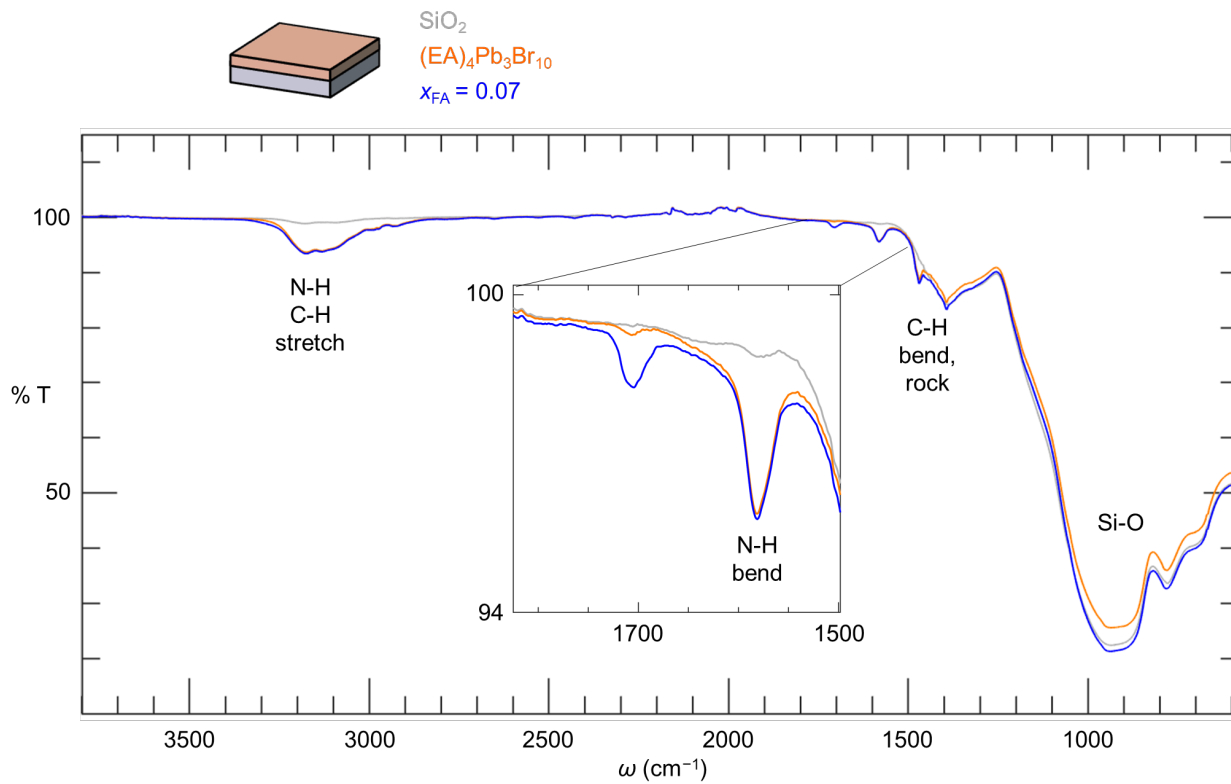 SiO₂
(EA)₄Pb₃Br₁₀
x_FA = 0.07
100
% T
50
N-H
C-H
stretch
100
94
1700
1500
N-H
bend
C-H
bend,
rock
Si-O
3500
3000
2500
2000
1500
1000
ω (cm⁻¹)